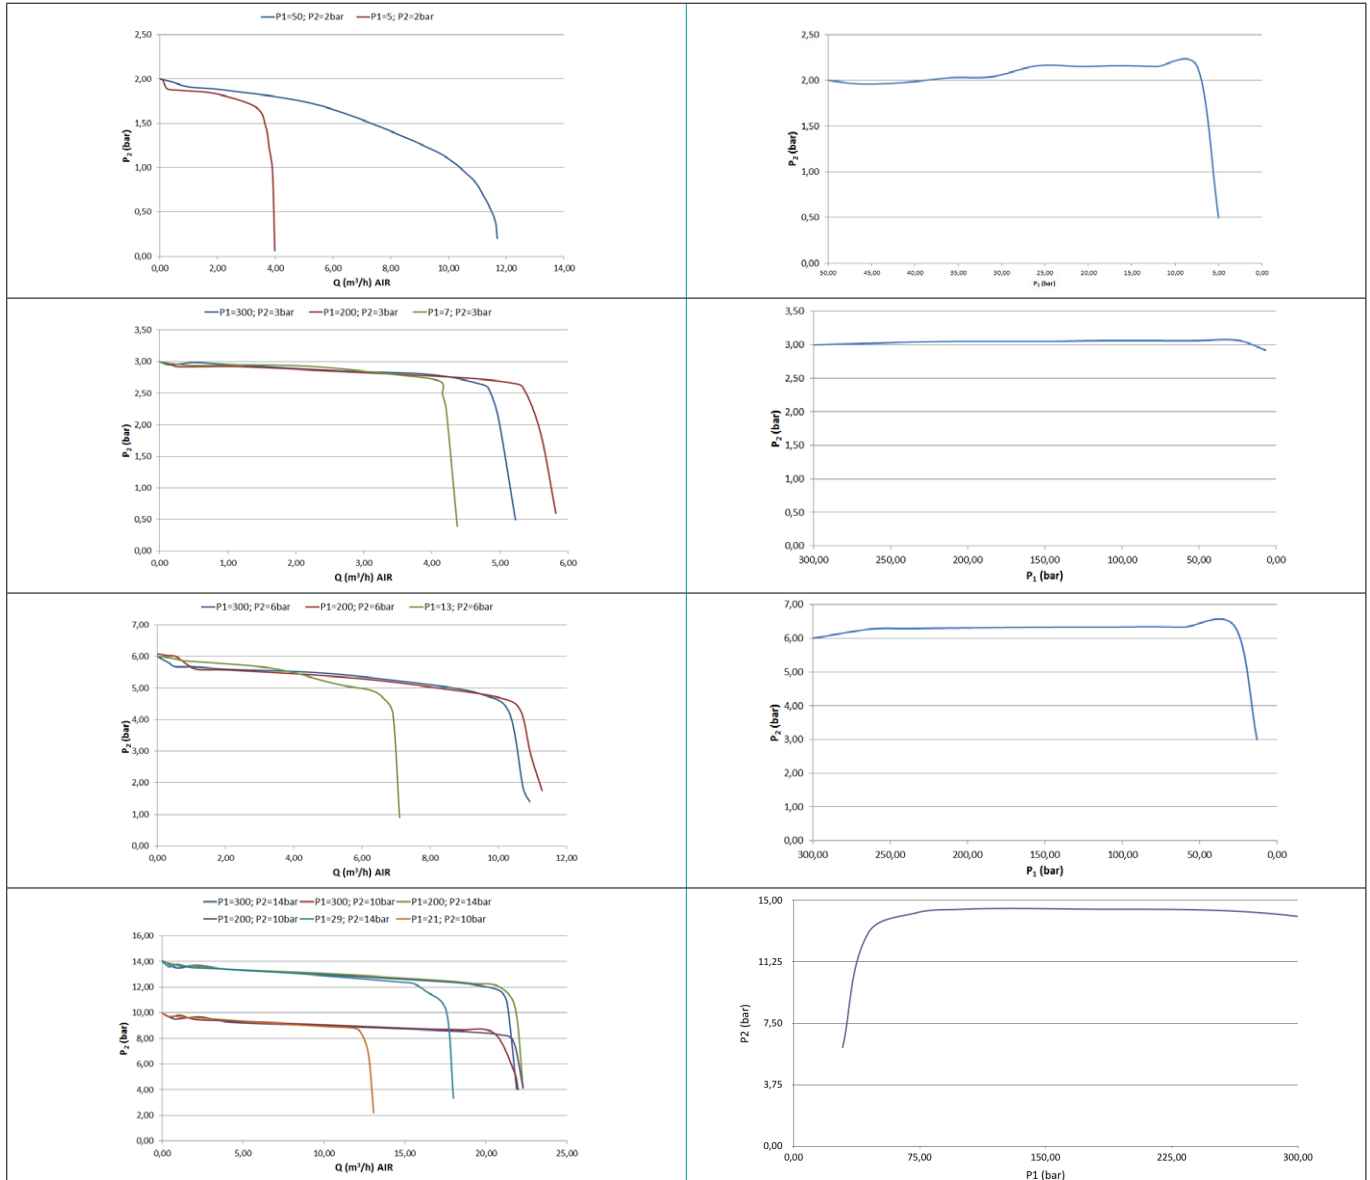 P1=50; P2=2bar P1=5; P2=2bar
2,50
2,00
1,50
1,00
0,50
0,00
P2 (bar)
0,00 2,00 4,00 6,00 8,00 10,00 12,00 14,00
Q (m³/h) AIR
2,50
2,00
1,50
1,00
0,50
0,00
P2 (bar)
50,00 45,00 40,00 35,00 30,00 25,00 20,00 15,00 10,00 5,00 0,00
P1 (bar)
P1=300; P2=3bar P1=200; P2=3bar P1=7; P2=3bar
3,50
3,00
2,50
2,00
1,50
1,00
0,50
0,00
P2 (bar)
0,00 1,00 2,00 3,00 4,00 5,00 6,00
Q (m³/h) AIR
3,50
3,00
2,50
2,00
1,50
1,00
0,50
0,00
P2 (bar)
300,00 250,00 200,00 150,00 100,00 50,00 0,00
P1 (bar)
P1=300; P2=6bar P1=200; P2=6bar P1=13; P2=6bar
7,00
6,00
5,00
4,00
3,00
2,00
1,00
0,00
P2 (bar)
0,00 2,00 4,00 6,00 8,00 10,00 12,00
Q (m³/h) AIR
7,00
6,00
5,00
4,00
3,00
2,00
1,00
0,00
P2 (bar)
300,00 250,00 200,00 150,00 100,00 50,00 0,00
P1 (bar)
P1=300; P2=14bar P1=300; P2=10bar P1=200; P2=14bar
P1=200; P2=10bar P1=29; P2=14bar P1=21; P2=10bar
16,00
14,00
12,00
10,00
8,00
6,00
4,00
2,00
0,00
P2 (bar)
0,00 5,00 10,00 15,00 20,00 25,00
Q (m³/h) AIR
15,00
11,25
7,50
3,75
0,00
P2 (bar)
0,00 75,00 150,00 225,00 300,00
P1 (bar)